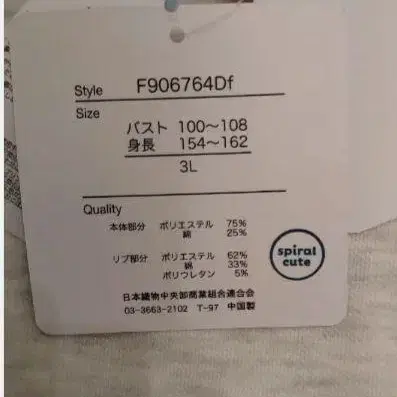 Style F906764Df
Size
バスト 100～108
身長 154～162
3L
Quality
本体部分 ポリエステル 75%
綿 25%
リブ部分 ポリエステル 62%
綿 33%
ポリウレタン 5%
spiral
cute
日本織物中央卸商業組合連合会
03-3663-2102 T-97 中国製